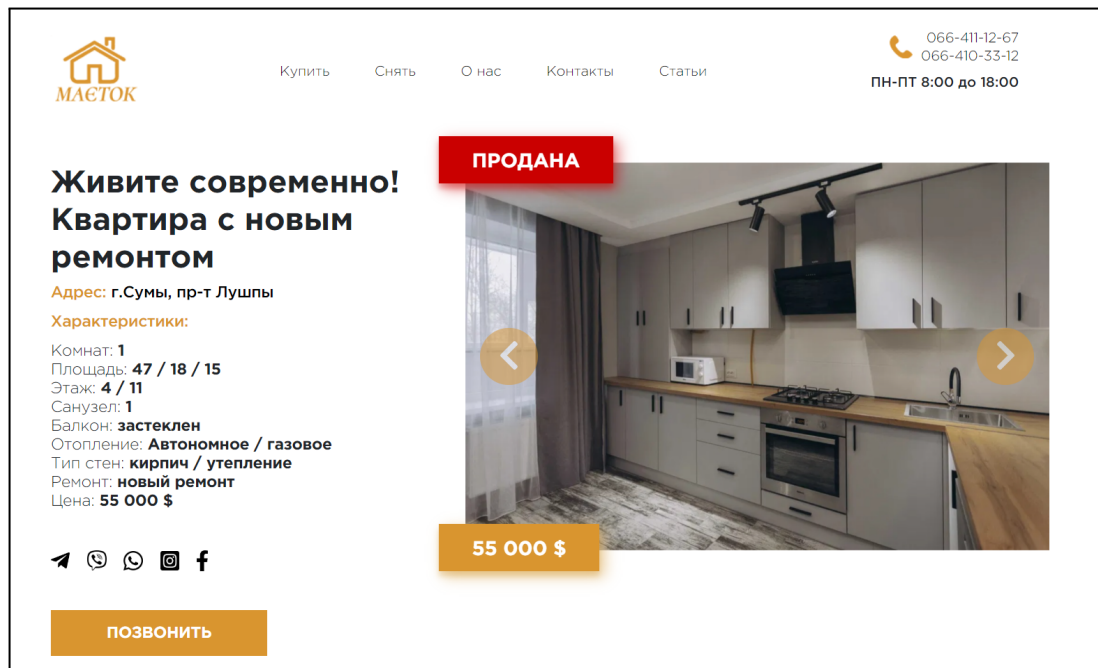 МАЄТОК
Купить
Снять
О нас
Контакты
Статьи
066-411-12-67
066-410-33-12
ПН-ПТ 8:00 до 18:00
ПРОДАНА
Живите современно!
Квартира с новым
ремонтом
Адрес: г.Сумы, пр-т Лушпы
Характеристики:
Комнат: 1
Площадь: 47 / 18 / 15
Этаж: 4 / 11
Санузел: 1
Балкон: застеклен
Отопление: Автономное / газовое
Тип стен: кирпич / утепление
Ремонт: новый ремонт
Цена: 55 000 $
55 000 $
ПОЗВОНИТЬ